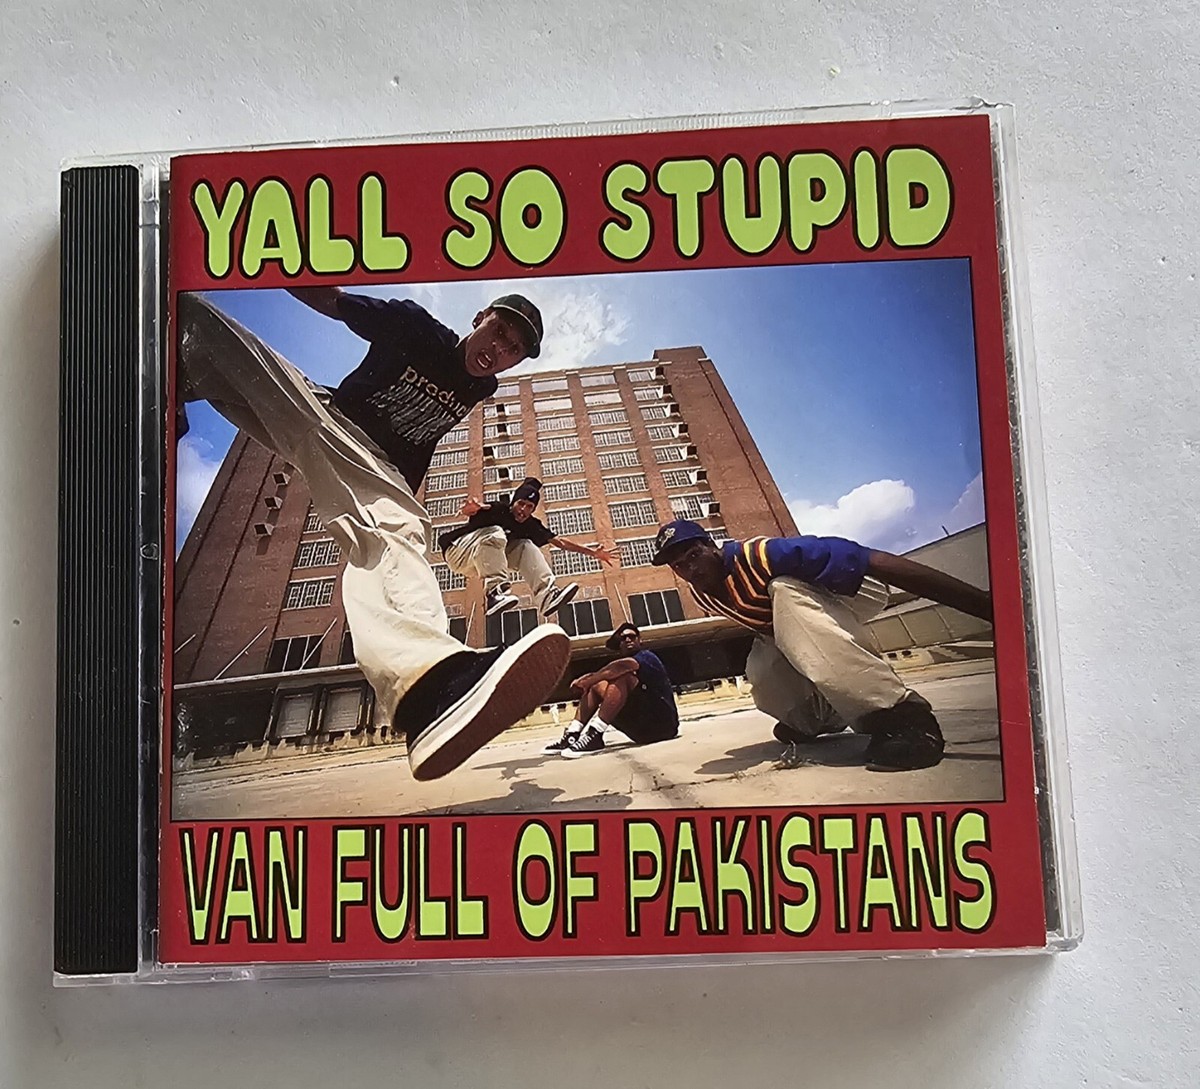 YALL SO STUPID
VAN FULL OF PAKISTANS